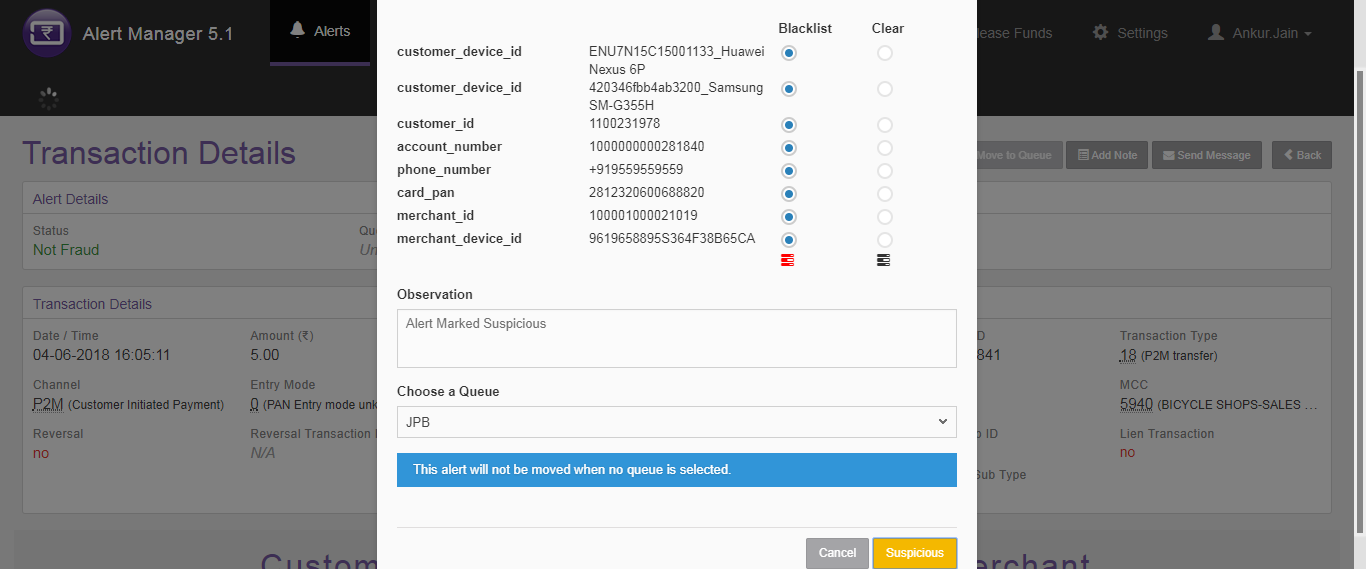 Alert Manager 5.1
Alerts
ease Funds
Settings
Ankur.Jain
Blacklist
Clear
customer_device_id ENU7N15C15001133_Huawei
Nexus 6P
customer_device_id 420346fbb4ab3200_Samsung
SM-G355H
customer_id 1100231978
account_number 1000000000281840
phone_number +919559559559
card_pan 2812320600688820
merchant_id 100001000021019
merchant_device_id 9619658895S364F38B65CA
Transaction Details
Move to Queue
Add Note
Send Message
Back
Alert Details
Status
Qu
Not Fraud
Un
Observation
Alert Marked Suspicious
Transaction Details
Date / Time
Amount (₹)
D
Transaction Type
04-06-2018 16:05:11
5.00
841
18 (P2M transfer)
Channel
Entry Mode
MCC
P2M (Customer Initiated Payment)
0 (PAN Entry mode unk
5940 (BICYCLE SHOPS-SALES ...
Reversal
Reversal Transaction
ID
Lien Transaction
no
N/A
no
Sub Type
Choose a Queue
JPB
This alert will not be moved when no queue is selected.
Cancel
Suspicious
Custom
erchant